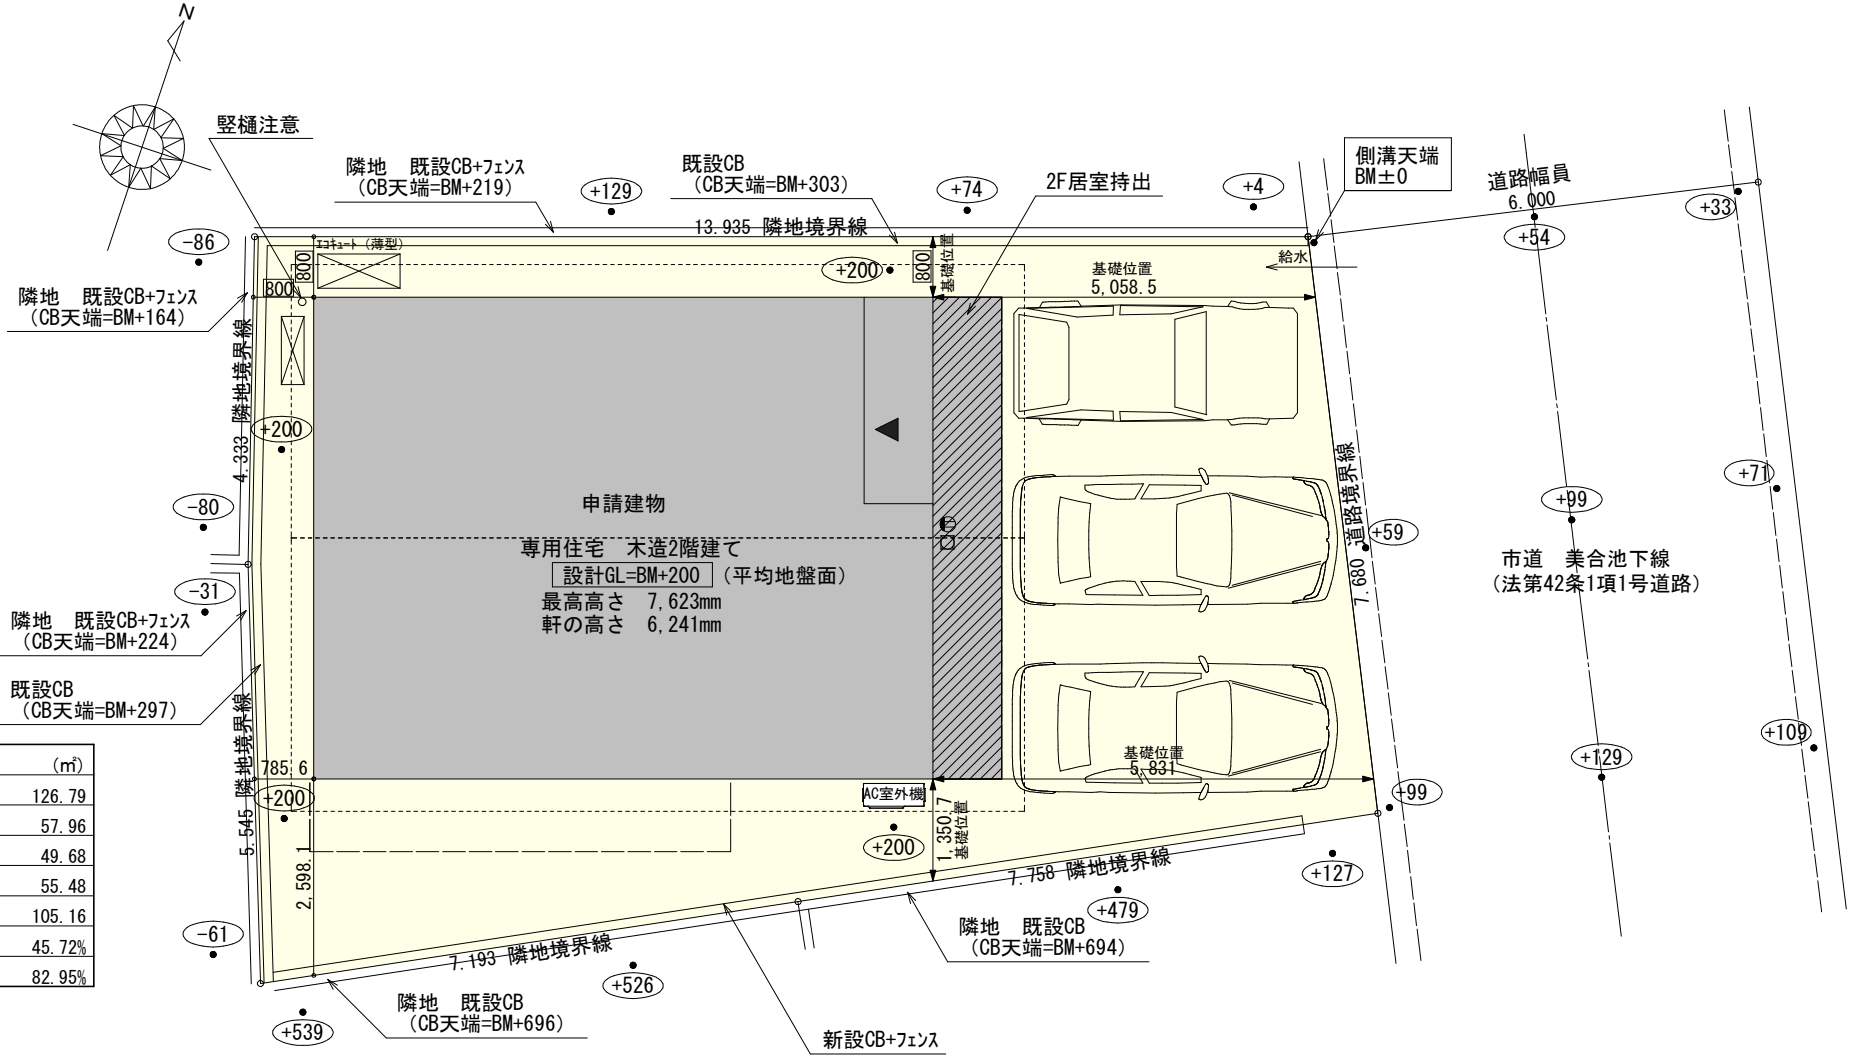 N
竪樋注意
隣地　既設CB+フェンス
（CB天端=BM+219）
+129
既設CB
（CB天端=BM+303）
+74
2F居室持出
+4
側溝天端
BM±0
道路幅員
6.000
+33
+54
-86
13.935 隣地境界線
エコキュート（薄型）
800
800
+200
800
基礎位置
給水
基礎位置
5,058.5
隣地　既設CB+フェンス
（CB天端=BM+164）
4.333 隣地境界線
+200
-80
-31
隣地　既設CB+フェンス
（CB天端=BM+224）
既設CB
（CB天端=BM+297）
5.545 隣地境界線
申請建物
専用住宅　木造2階建て
設計GL=BM+200（平均地盤面）
最高高さ　7,623mm
軒の高さ　6,241mm
7.680 道路境界線
+59
+99
+71
市道　美合池下線
（法第42条1項1号道路）
+129
+109
+99
+127
基礎位置
5,831
785.6
+200
2,598.1
AC室外機
+200
1,350.7
基礎位置
（㎡）
126.79
57.96
49.68
55.48
105.16
45.72%
82.95%
7.758 隣地境界線
+479
隣地　既設CB
（CB天端=BM+694）
7.193 隣地境界線
+526
-61
+539
隣地　既設CB
（CB天端=BM+696）
新設CB+フェンス